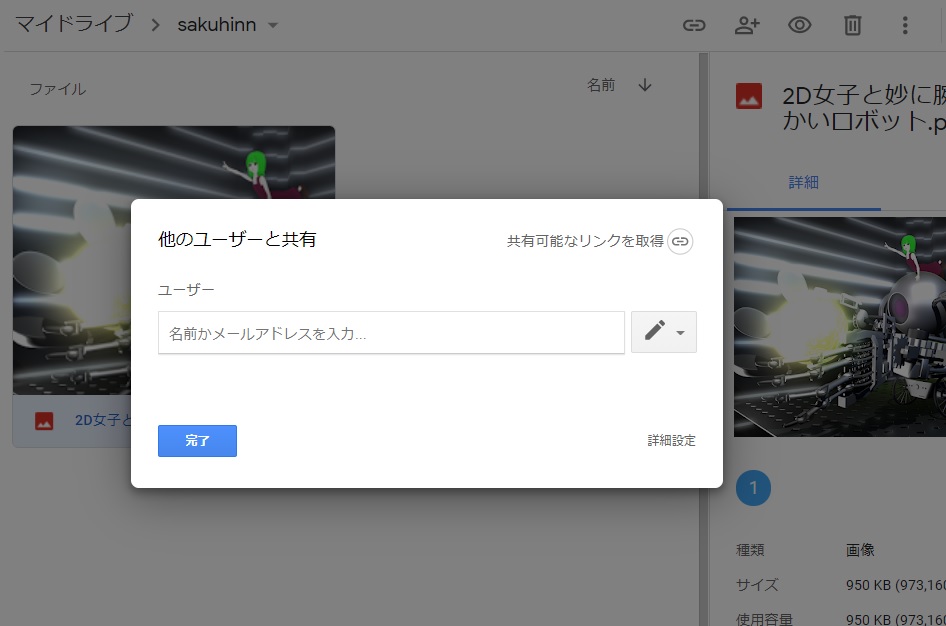 マイドライブ > sakuhinn
ファイル
名前
2D女子と妙に
かいロボット.p
詳細
他のユーザーと共有
共有可能なリンクを取得
ユーザー
名前かメールアドレスを入力...
完了
詳細設定
2D女子と
1
種類 画像
サイズ 950 KB (973,160
使用容量 950 KB (973,160